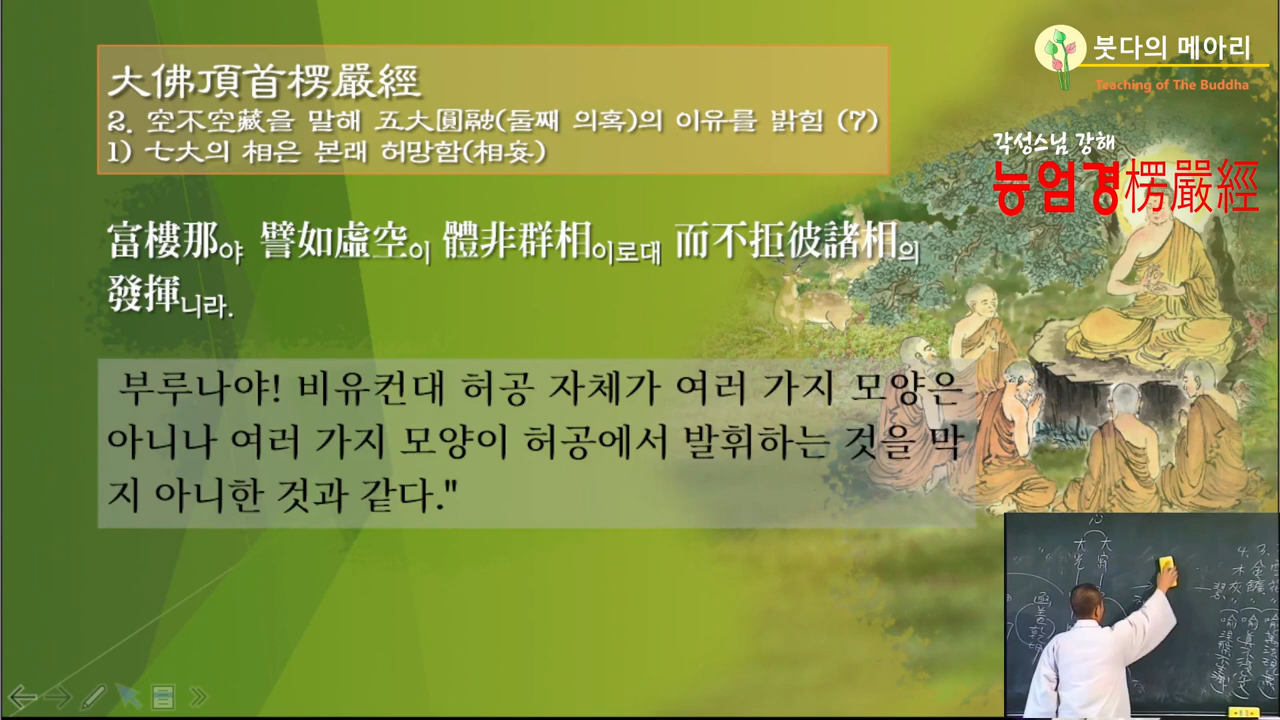 大佛頂首楞嚴經
2. 空不空藏을 말해 五大圓融(둘째 의혹)의 이유를 밝힘 (7)
1) 七大의 相은 본래 허망함(相妄)
富樓那야 譬如虛空이 體非群相이로대 而不拒彼諸相의
發揮니라.
부루나야! 비유컨대 허공 자체가 여러 가지 모양은
아니나 여러 가지 모양이 허공에서 발휘하는 것을 막
지 아니한 것과 같다."
붓다의 메아리
Teaching of The Buddha
각성스님 강해
능엄경楞嚴經